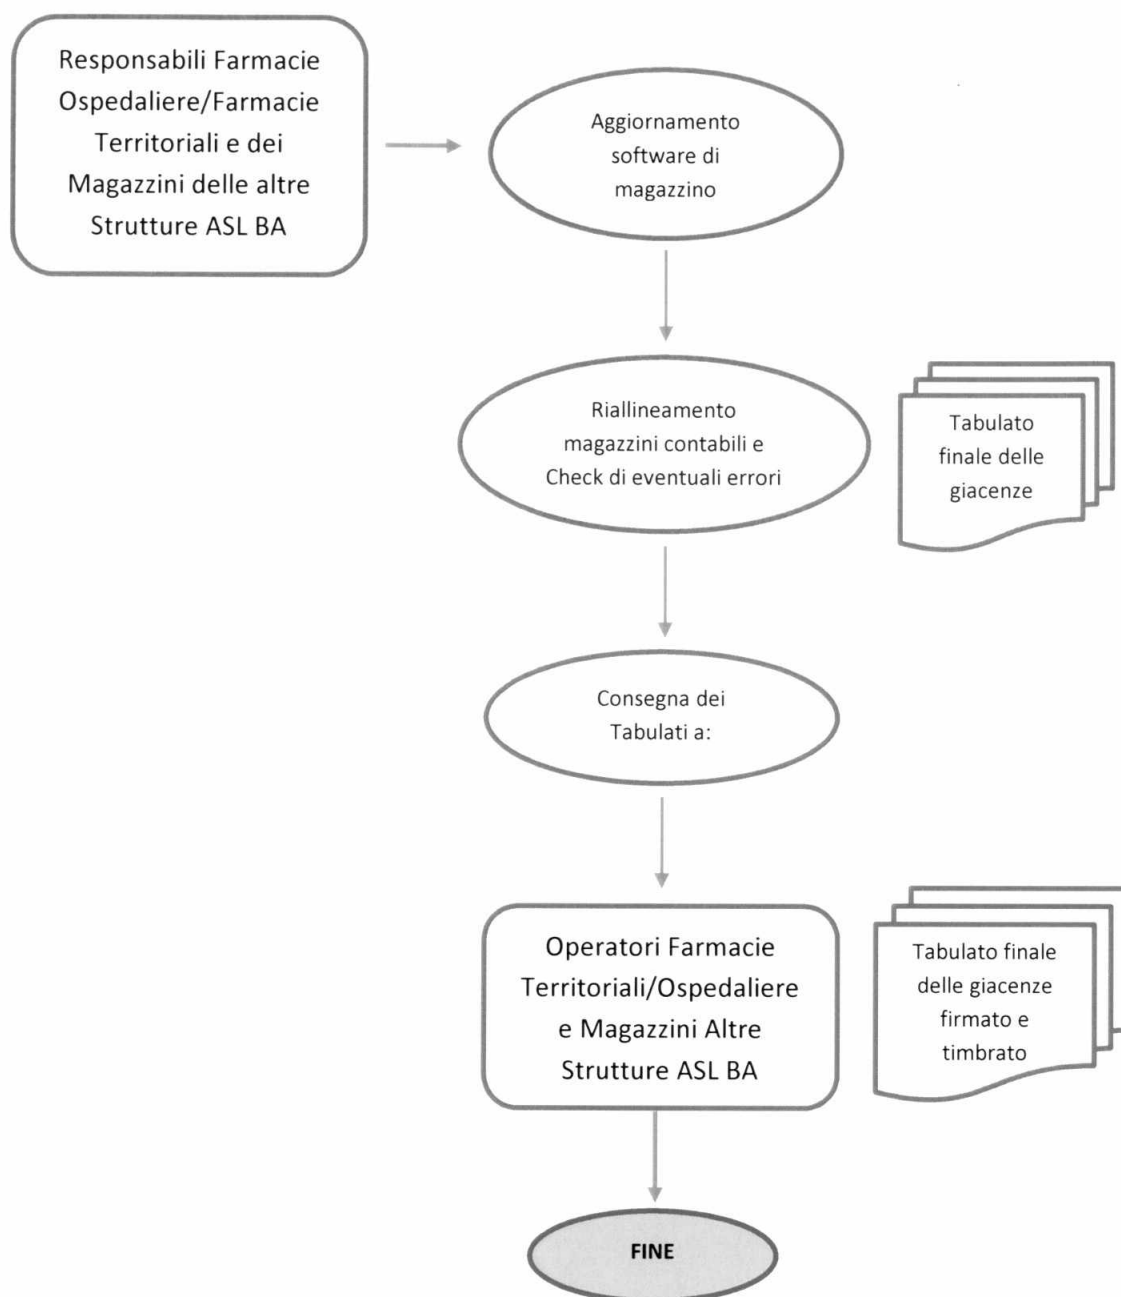 Responsabili Farmacie
Ospedaliere/Farmacie
Territoriali e dei
Magazzini delle altre
Strutture ASL BA
Aggiornamento
software di
magazzino
Riallineamento
magazzini contabili e
Check di eventuali errori
Tabulato
finale delle
giacenze
Consegna dei
Tabulati a:
Operatori Farmacie
Territoriali/Ospedaliere
e Magazzini Altre
Strutture ASL BA
Tabulato finale
delle giacenze
firmato e
timbrato
FINE